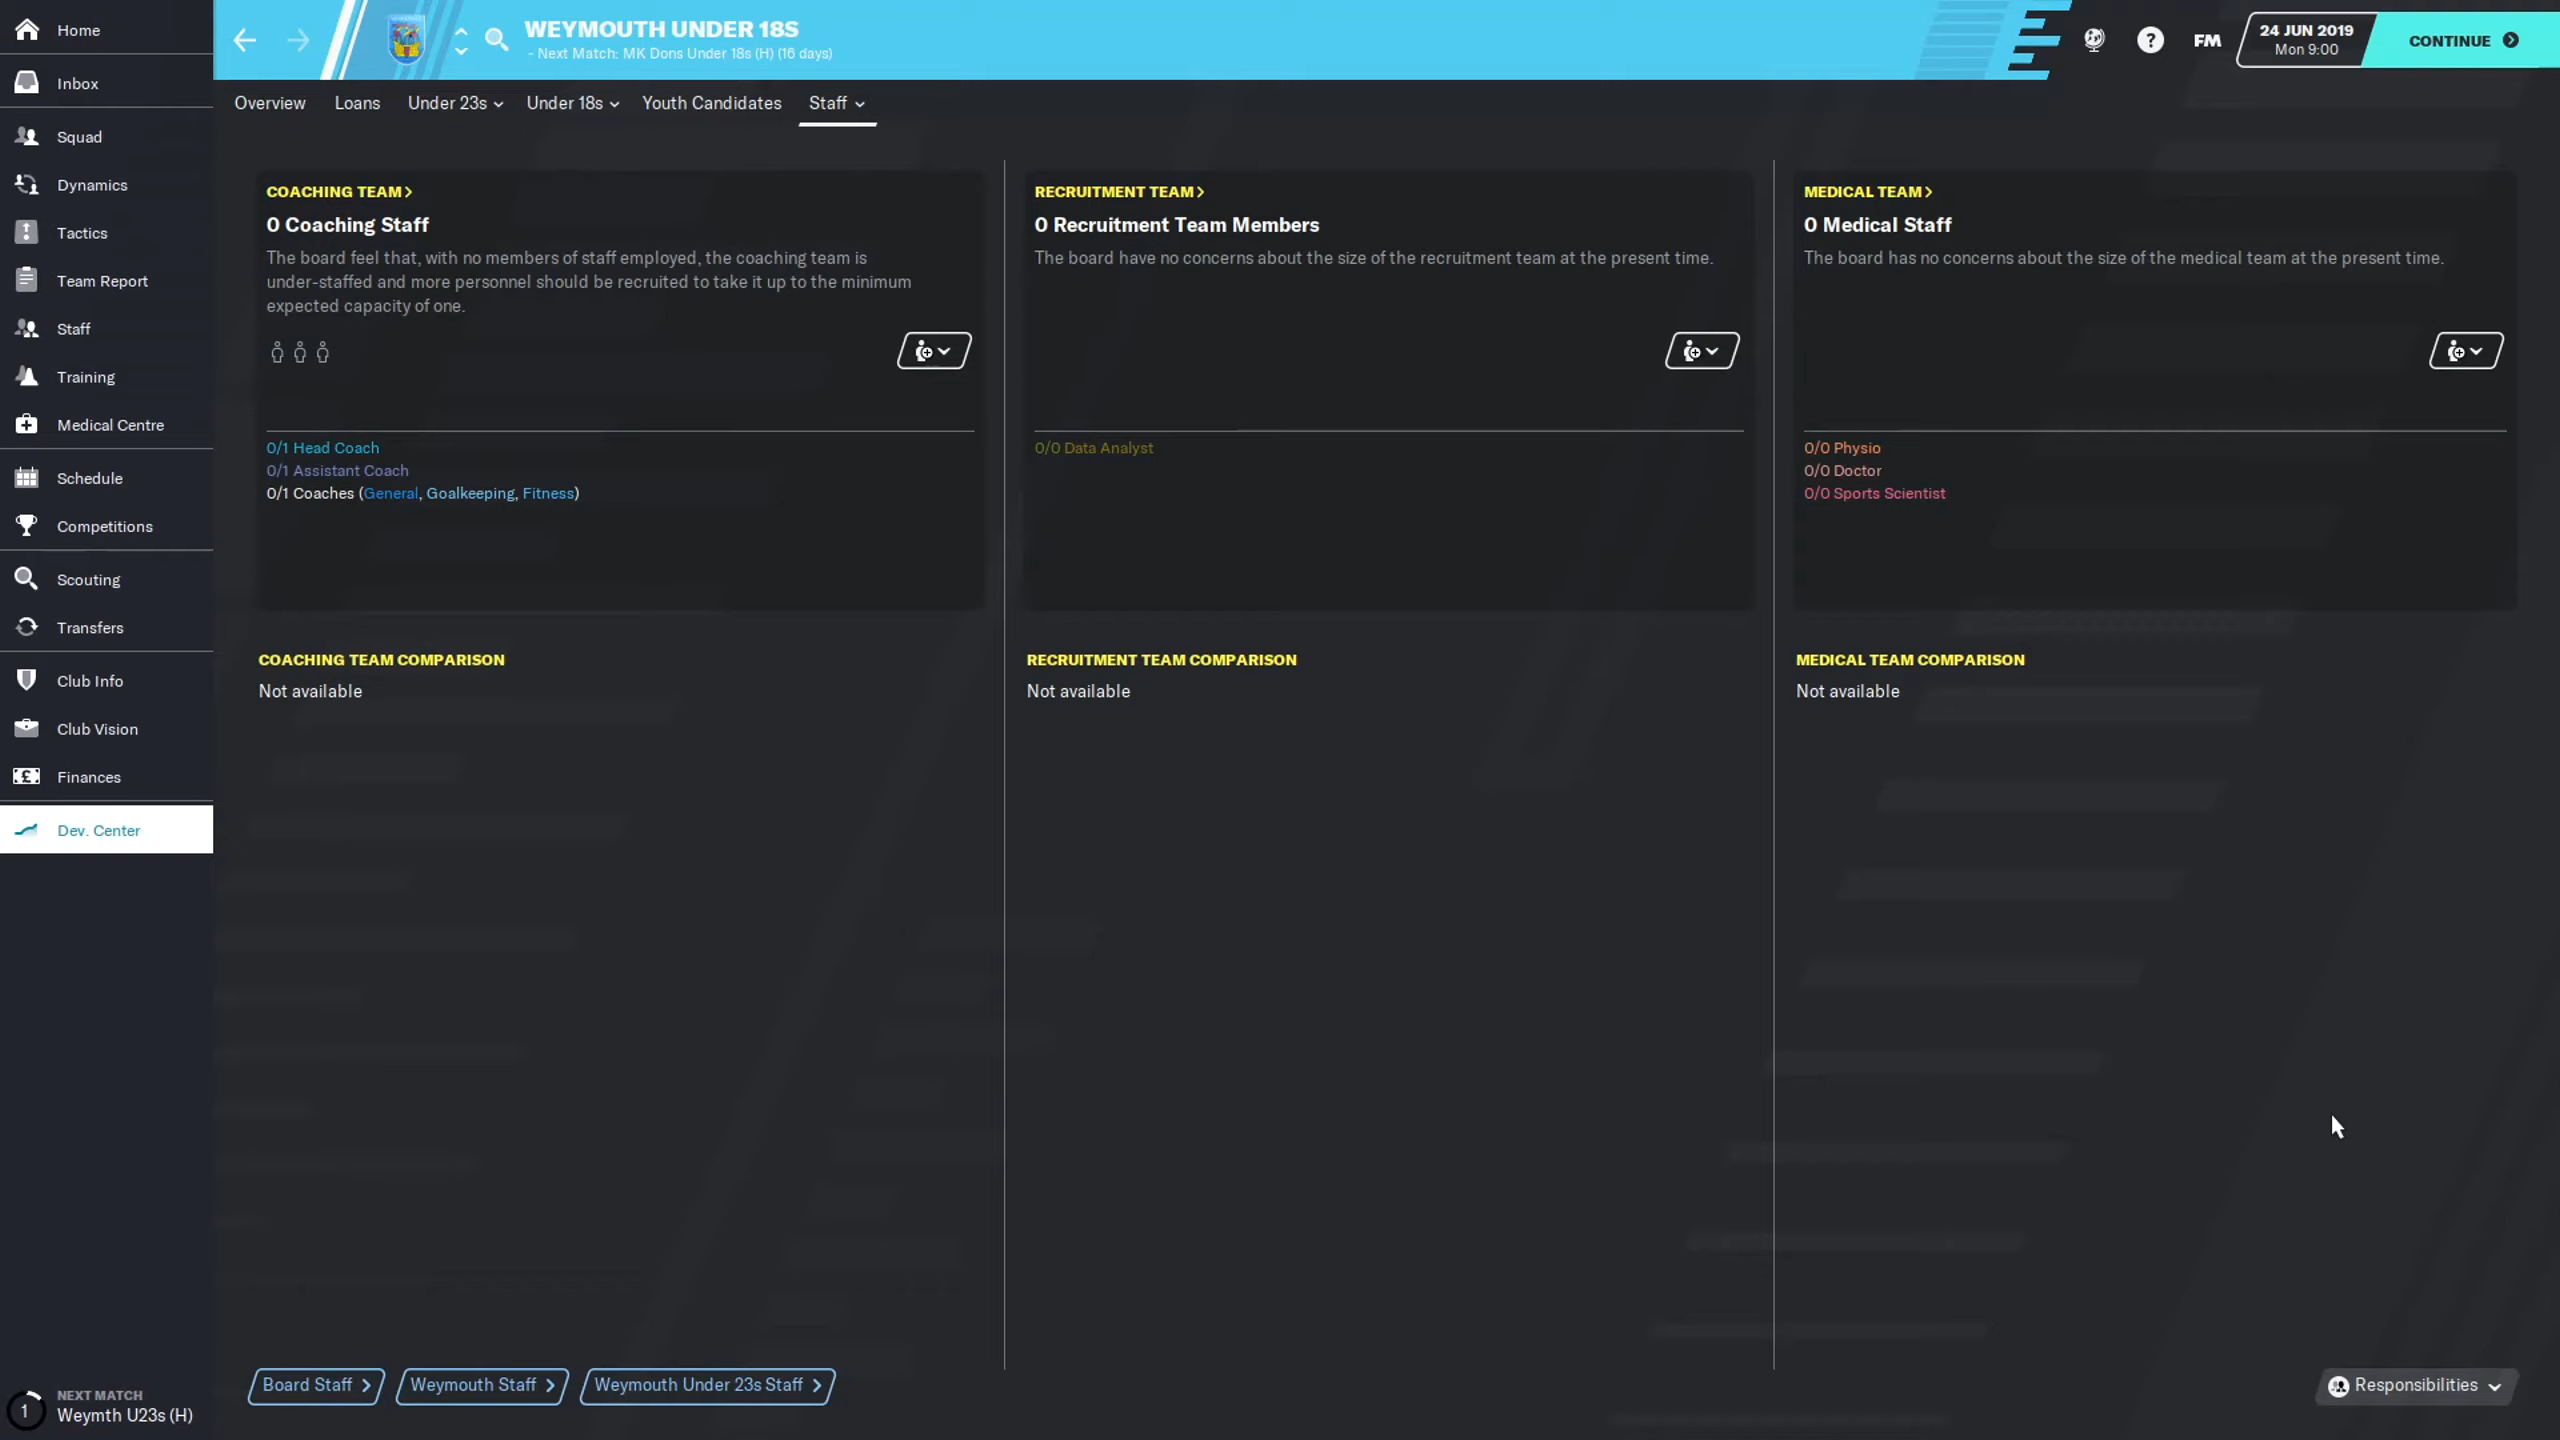 Home
Inbox
Squad
Dynamics
Tactics
Team Report
Staff
Training
Medical Centre
Schedule
Competitions
Scouting
Transfers
Club Info
Club Vision
Finances
Dev. Center
1
NEXT MATCH
Weymth U23s (H)
WEYMOUTH UNDER 18S
- Next Match: MK Dons Under 18s (H) (16 days)
?
FM
24 JUN 2019
Mon 9:00
CONTINUE
Overview
Loans
Under 23s
Under 18s
Youth Candidates
Staff
COACHING TEAM
0 Coaching Staff
The board feel that, with no members of staff employed, the coaching team is
under-staffed and more personnel should be recruited to take it up to the minimum
expected capacity of one.
0/1 Head Coach
0/1 Assistant Coach
0/1 Coaches (General, Goalkeeping, Fitness)
COACHING TEAM COMPARISON
Not available
RECRUITMENT TEAM
0 Recruitment Team Members
The board have no concerns about the size of the recruitment team at the present time.
0/0 Data Analyst
RECRUITMENT TEAM COMPARISON
Not available
MEDICAL TEAM
0 Medical Staff
The board has no concerns about the size of the medical team at the present time.
0/0 Physio
0/0 Doctor
0/0 Sports Scientist
MEDICAL TEAM COMPARISON
Not available
Board Staff
Weymouth Staff
Weymouth Under 23s Staff
Responsibilities